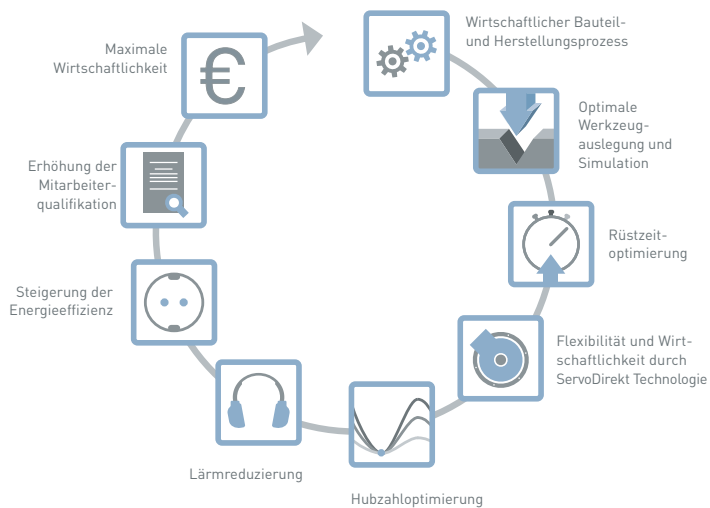 Wirtschaftlicher Bauteil-
und Herstellungsprozess
Optimale
Werkzeug-
auslegung und
Simulation
Rüstzeit-
optimierung
Flexibilität und Wirt-
schaftlichkeit durch
ServoDirekt Technologie
Hubzahloptimierung
Lärmreduzierung
Steigerung der
Energieeffizienz
Erhöhung der
Mitarbeiter-
qualifikation
Maximale
Wirtschaftlichkeit
€